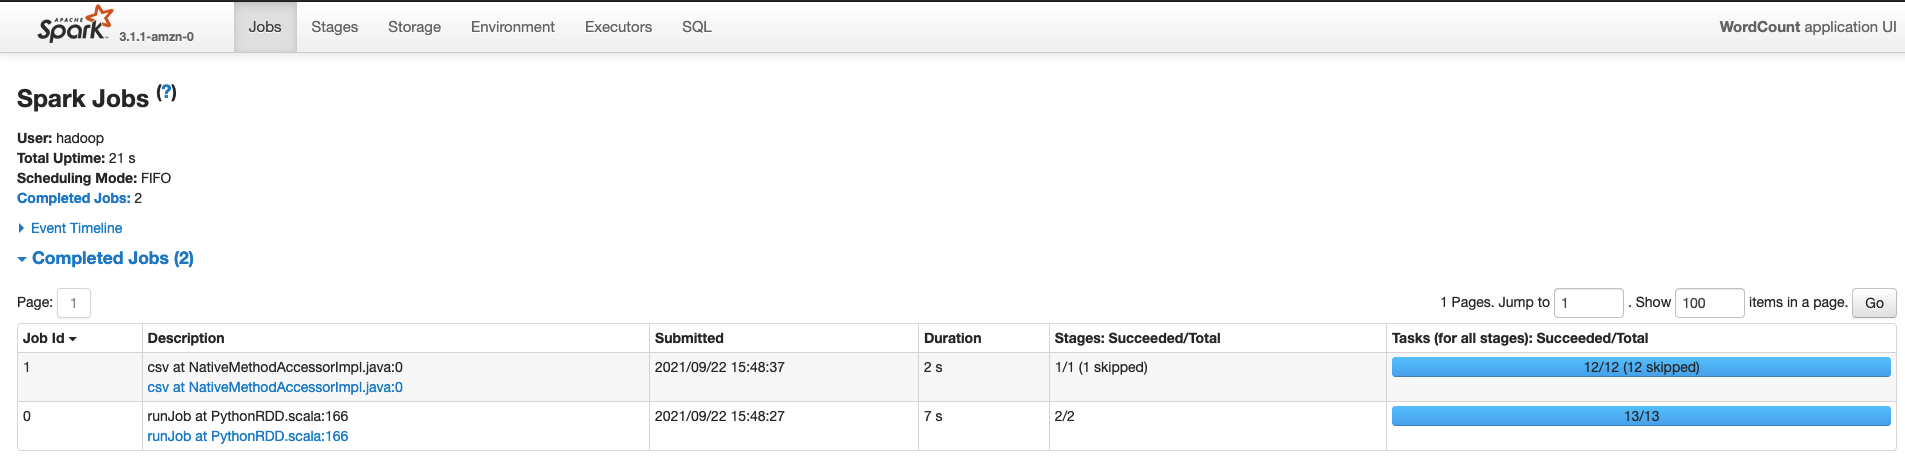 APACHE
Spark 3.1.1-amzn-0 Jobs Stages Storage Environment Executors SQL WordCount application UI
Spark Jobs (?)
User: hadoop
Total Uptime: 21 s
Scheduling Mode: FIFO
Completed Jobs: 2
Event Timeline
Completed Jobs (2)
Page: 1 1 Pages. Jump to 1 . Show 100 items in a page. Go
Job Id Description Submitted Duration Stages: Succeeded/Total Tasks (for all stages): Succeeded/Total
1 csv at NativeMethodAccessorImpl.java:0 2021/09/22 15:48:37 2 s 1/1 (1 skipped) 12/12 (12 skipped)
csv at NativeMethodAccessorImpl.java:0
0 runJob at PythonRDD.scala:166 2021/09/22 15:48:27 7 s 2/2 13/13
runJob at PythonRDD.scala:166